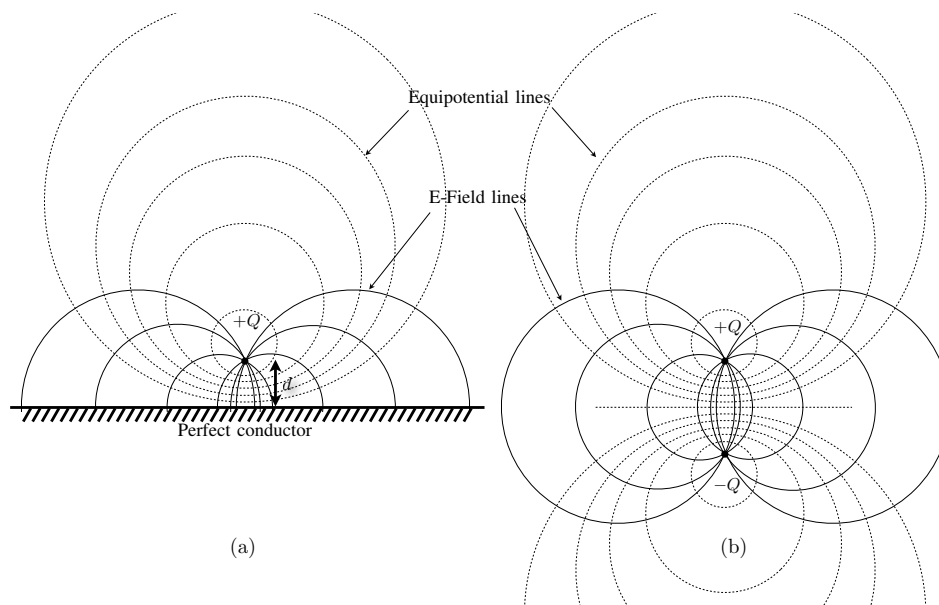 Equipotential lines
E-Field lines
+Q
+Q
d
Perfect conductor
−Q
(a)
(b)